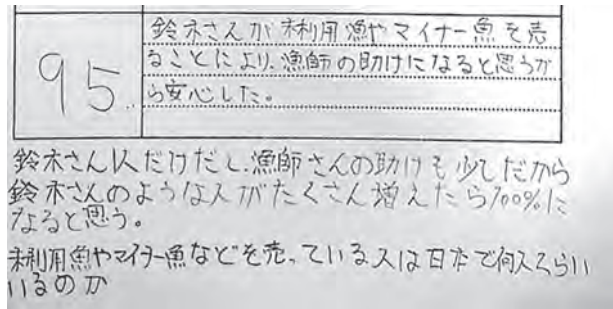 95
鈴木さんが未利用漁やマイナー魚を売
ることにより、漁師の助けになると思うか
ら安心した。
鈴木さん1人だけだし、漁師さんの助けも少しだから
鈴木さんのような人がたくさん増えたら100%に
なると思う。
未利用魚やマイナー魚などを売っている人は日本で何人くらい
いるのか